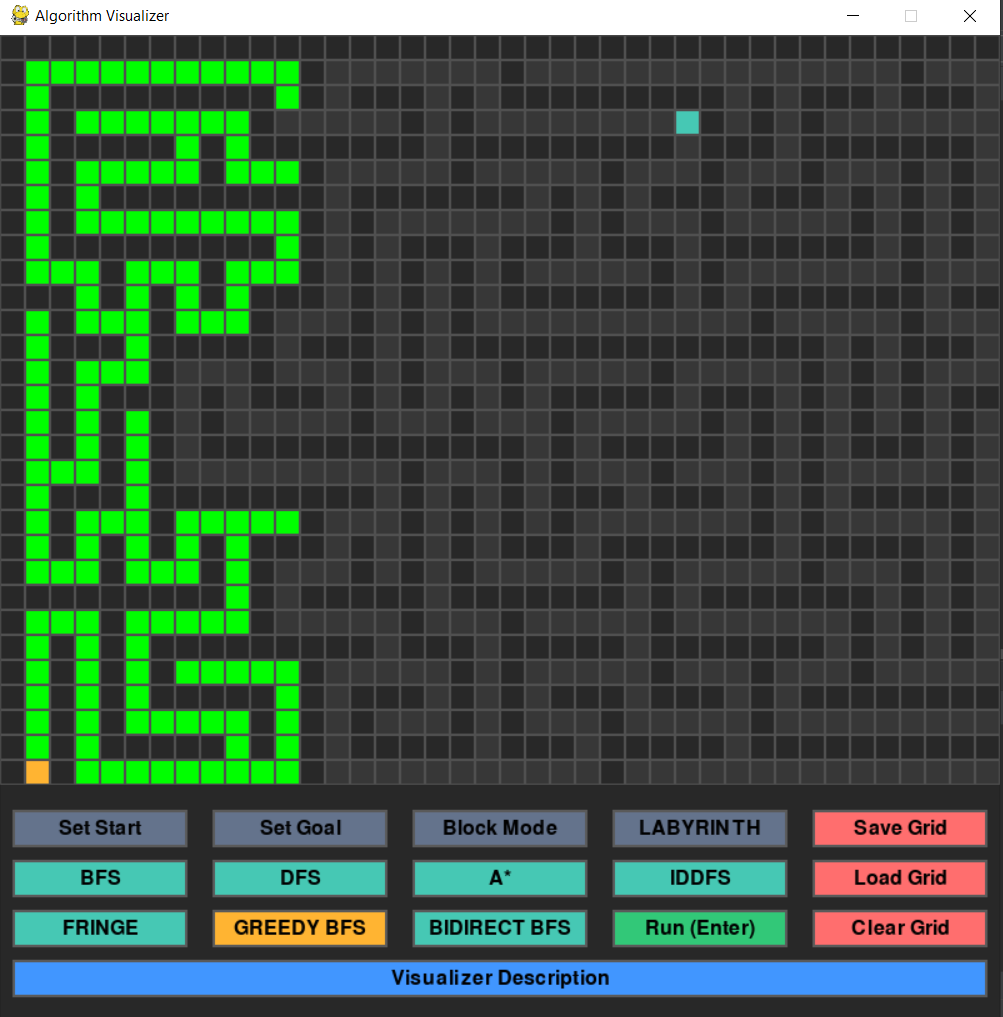 Algorithm Visualizer
Set Start Set Goal Block Mode LABYRINTH Save Grid
BFS DFS A* IDDFS Load Grid
FRINGE GREEDY BFS BIDIRECT BFS Run (Enter) Clear Grid
Visualizer Description